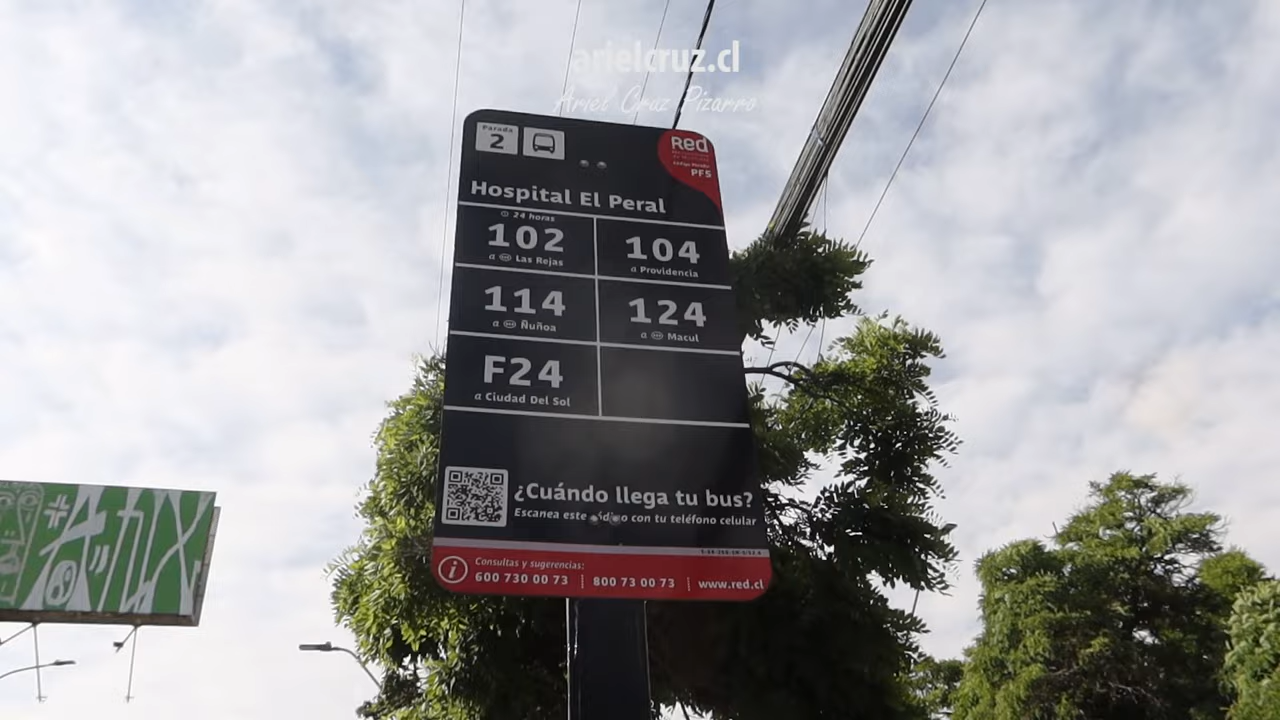 arielcruz.cl
Ariel Cruz Pizarro
Parada
2
Red
PF5
Hospital El Peral
24 horas
102
a Las Rejas
104
a Providencia
114
a Ñuñoa
124
a Macul
F24
a Ciudad Del Sol
¿Cuándo llega tu bus?
Escanea este código con tu teléfono celular
Consultas y sugerencias:
600 730 00 73 | 800 73 00 73 | www.red.cl